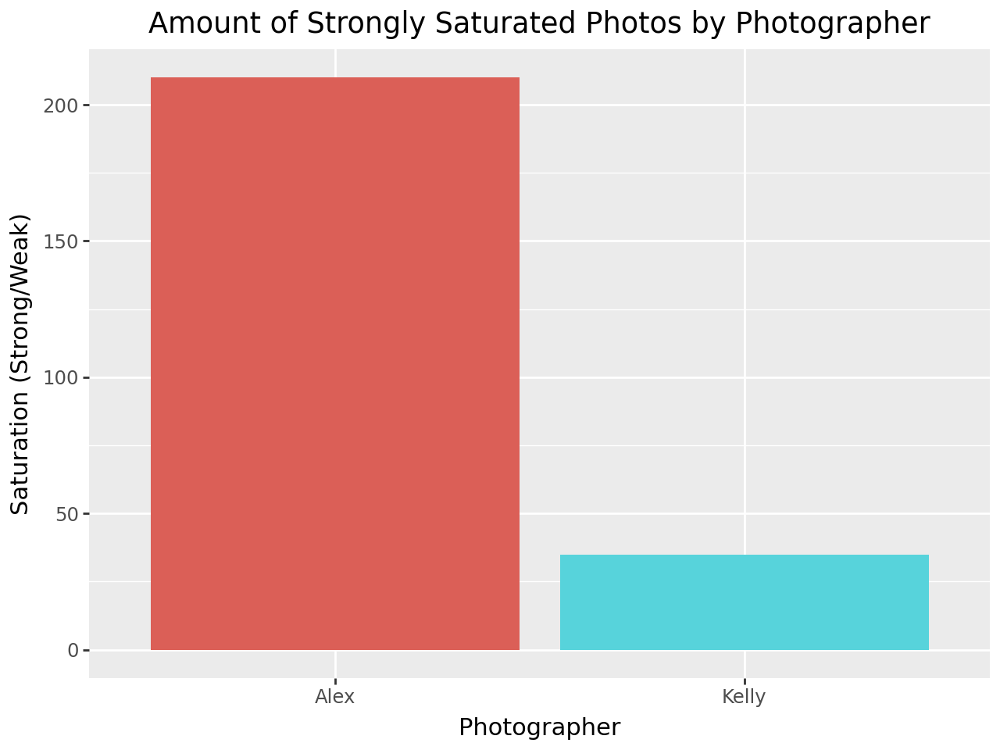 Amount of Strongly Saturated Photos by Photographer
Saturation (Strong/Weak)
200
150
100
50
0
Alex
Kelly
Photographer